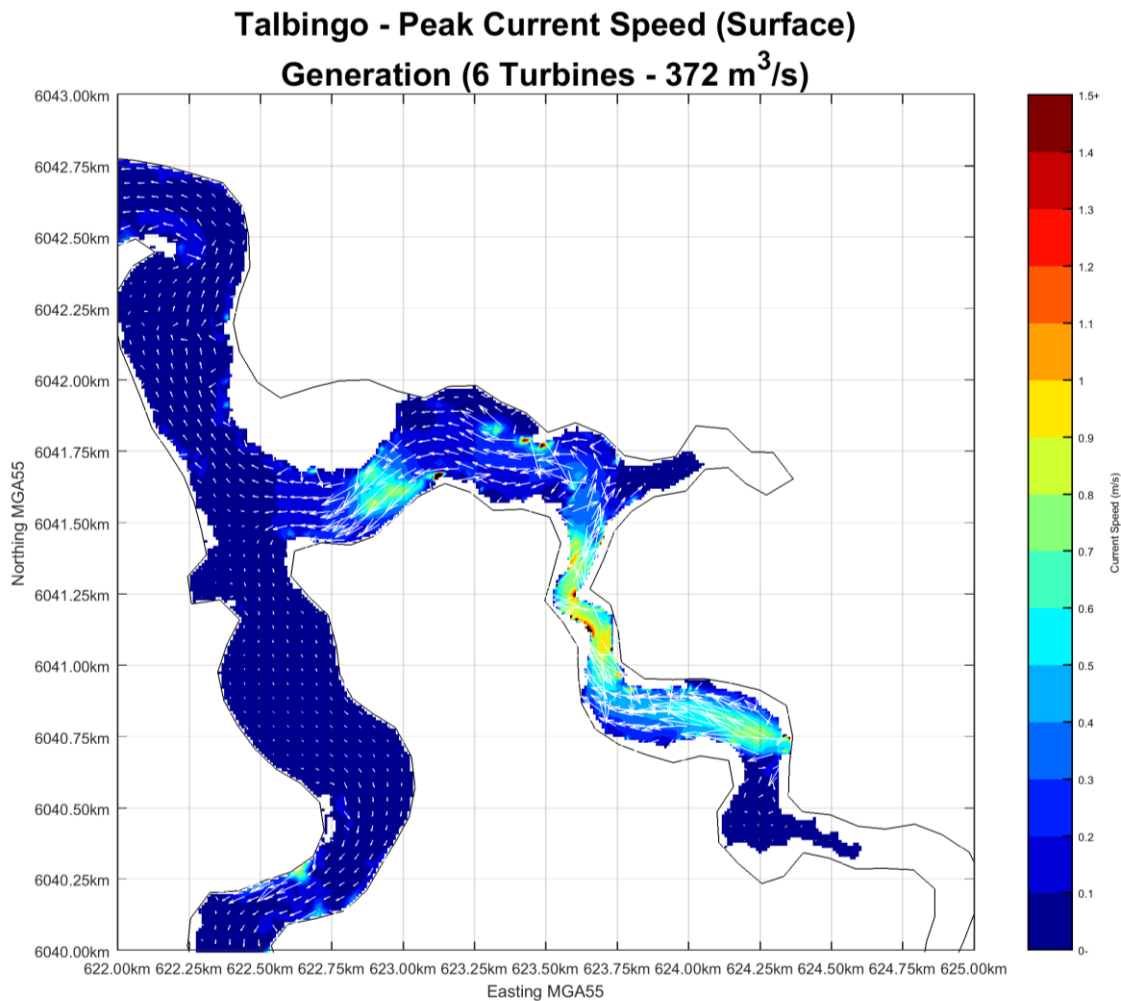 Talbingo - Peak Current Speed (Surface)
Generation (6 Turbines - 372 m³/s)
6043.00km
6042.75km
6042.50km
6042.25km
6042.00km
6041.75km
6041.50km
6041.25km
6041.00km
6040.75km
6040.50km
6040.25km
6040.00km
Northing MGA55
622.00km 622.25km 622.50km 622.75km 623.00km 623.25km 623.50km 623.75km 624.00km 624.25km 624.50km 624.75km 625.00km
Easting MGA55
1.5+
1.4
1.3
1.2
1.1
1
0.9
0.8
0.7
0.6
0.5
0.4
0.3
0.2
0.1
0-
Current Speed (m/s)